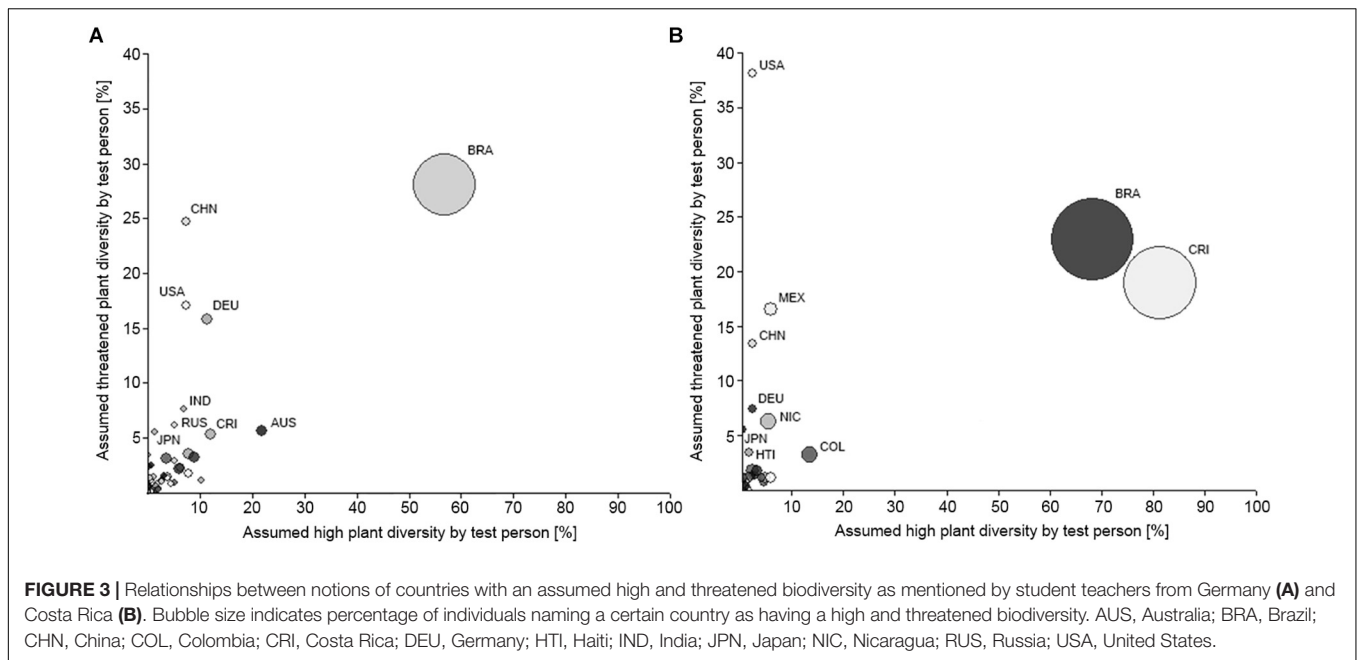 A
Assumed threatened plant diversity by test person [%]
40
35
30
25
20
15
10
5
BRA
CHN
USA
DEU
IND
RUS
CRI
AUS
JPN
10 20 30 40 50 60 70 80 90 100
Assumed high plant diversity by test person [%]
B
Assumed threatened plant diversity by test person [%]
40
35
30
25
20
15
10
5
USA
BRA
CRI
MEX
CHN
DEU
NIC
JPN
COL
HTI
10 20 30 40 50 60 70 80 90 100
Assumed high plant diversity by test person [%]
FIGURE 3 | Relationships between notions of countries with an assumed high and threatened biodiversity as mentioned by student teachers from Germany (A) and
Costa Rica (B). Bubble size indicates percentage of individuals naming a certain country as having a high and threatened biodiversity. AUS, Australia; BRA, Brazil;
CHN, China; COL, Colombia; CRI, Costa Rica; DEU, Germany; HTI, Haiti; IND, India; JPN, Japan; NIC, Nicaragua; RUS, Russia; USA, United States.